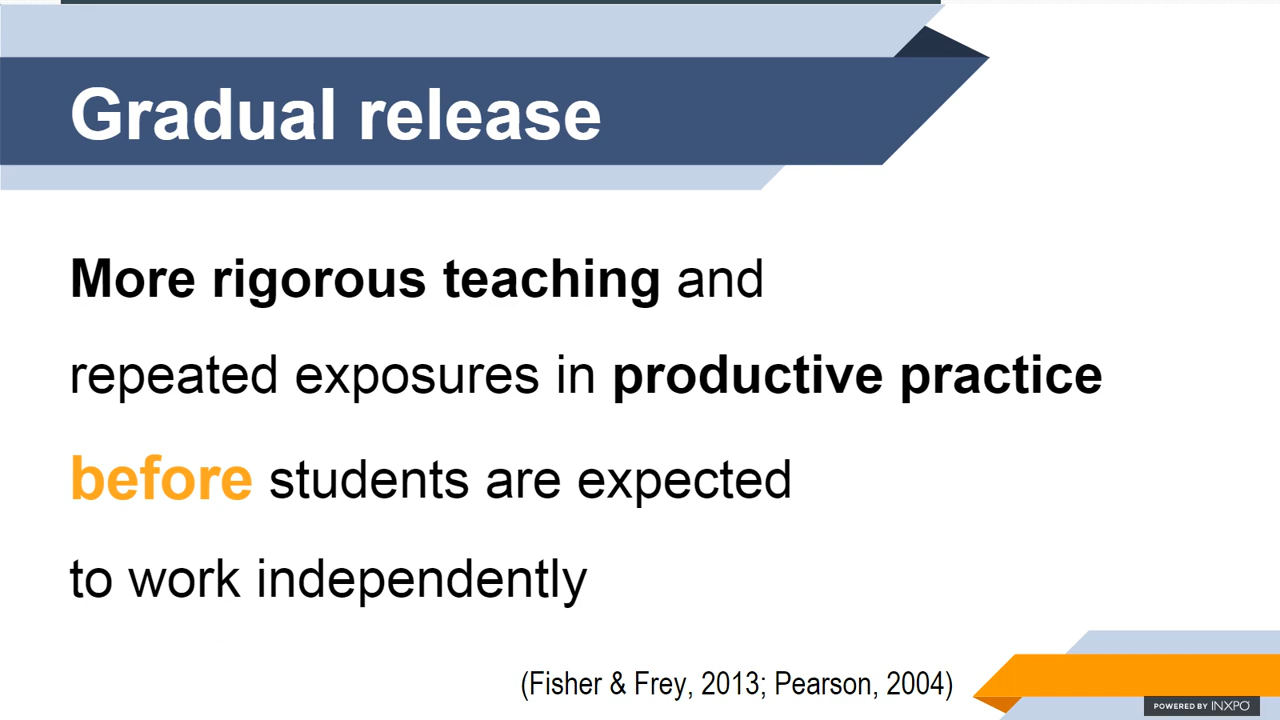 Gradual release
More rigorous teaching and
repeated exposures in productive practice
before students are expected
to work independently
(Fisher & Frey, 2013; Pearson, 2004)
POWERED BY INXPO